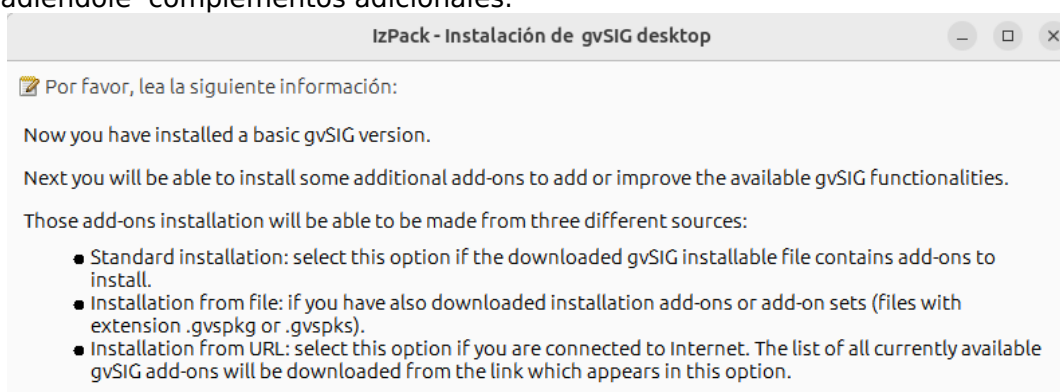 adiéndole complementos adicionales:
IzPack - Instalación de gvSIG desktop
Por favor, lea la siguiente información:
Now you have installed a basic gvSIG version.
Next you will be able to install some additional add-ons to add or improve the available gvSIG functionalities.
Those add-ons installation will be able to be made from three different sources:
Standard installation: select this option if the downloaded gvSIG installable file contains add-ons to
install.
Installation from file: if you have also downloaded installation add-ons or add-on sets (files with
extension .gvspkg or .gvspks).
Installation from URL: select this option if you are connected to Internet. The list of all currently available
gvSIG add-ons will be downloaded from the link which appears in this option.